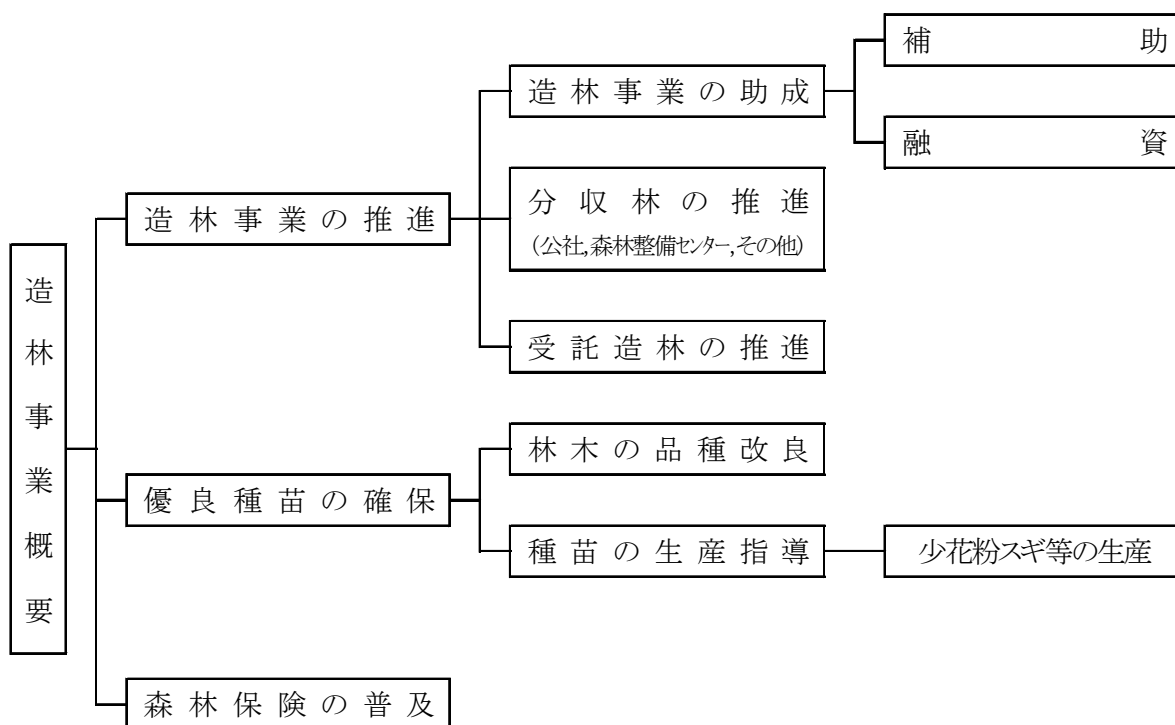 造林事業概要
造林事業の推進
造林事業の助成
補助
融資
分収林の推進
(公社,森林整備センター,その他)
受託造林の推進
優良種苗の確保
林木の品種改良
種苗の生産指導
少花粉スギ等の生産
森林保険の普及